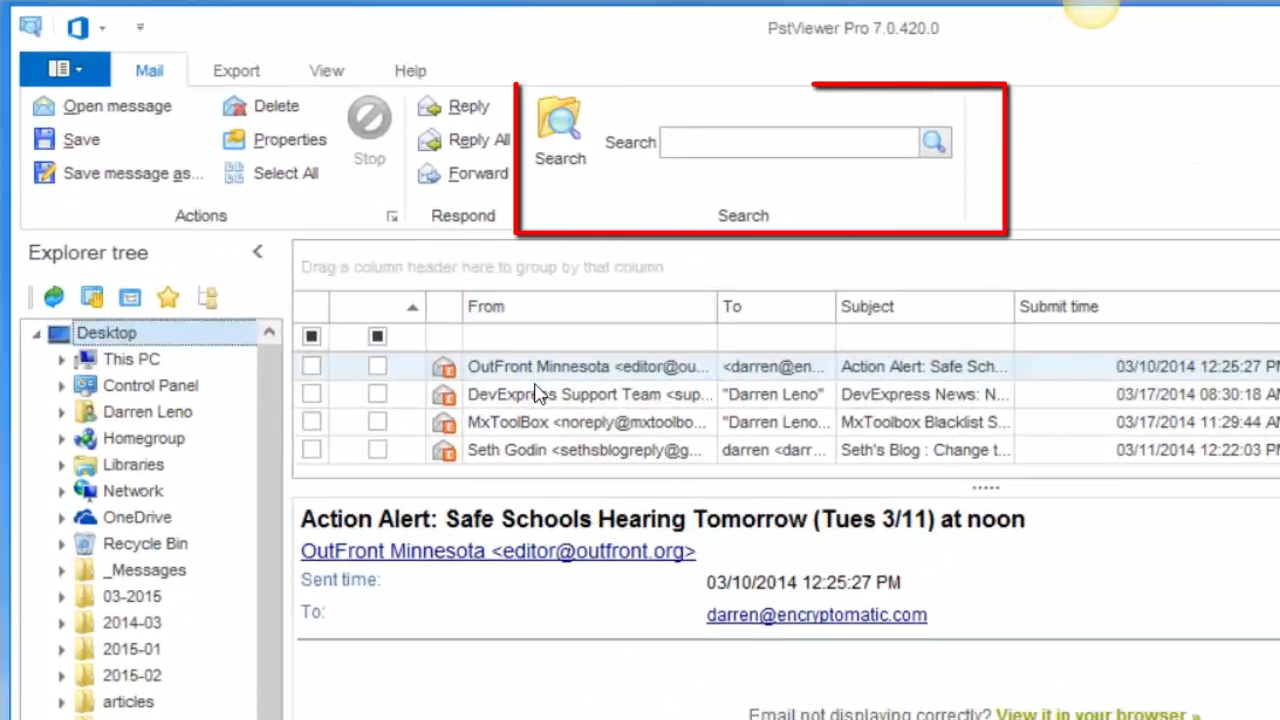 PstViewer Pro 7.0.420.0
Mail Export View Help
Open message Delete Stop Reply Search Search
Save Properties Reply All
Save message as... Select All Forward
Actions Respond Search
Explorer tree
Drag a column header here to group by that column
From To Subject Submit time
OutFront Minnesota <editor@ou... <darren@en... Action Alert: Safe Sch... 03/10/2014 12:25:27 PM
DevExpress Support Team <sup... "Darren Leno" DevExpress News: N... 03/17/2014 08:30:18 AM
MxToolBox <noreply@mxtoolbo... "Darren Leno... MxToolbox Blacklist S... 03/17/2014 11:29:44 AM
Seth Godin <sethsblogreply@g... darren <darr... Seth's Blog : Change t... 03/11/2014 12:22:03 PM
Desktop
This PC
Control Panel
Darren Leno
Homegroup
Libraries
Network
OneDrive
Recycle Bin
_Messages
03-2015
2014-03
2015-01
2015-02
articles
Action Alert: Safe Schools Hearing Tomorrow (Tues 3/11) at noon
OutFront Minnesota <editor@outfront.org>
Sent time: 03/10/2014 12:25:27 PM
To: darren@encryptomatic.com
Email not displaying correctly? View it in your browser »